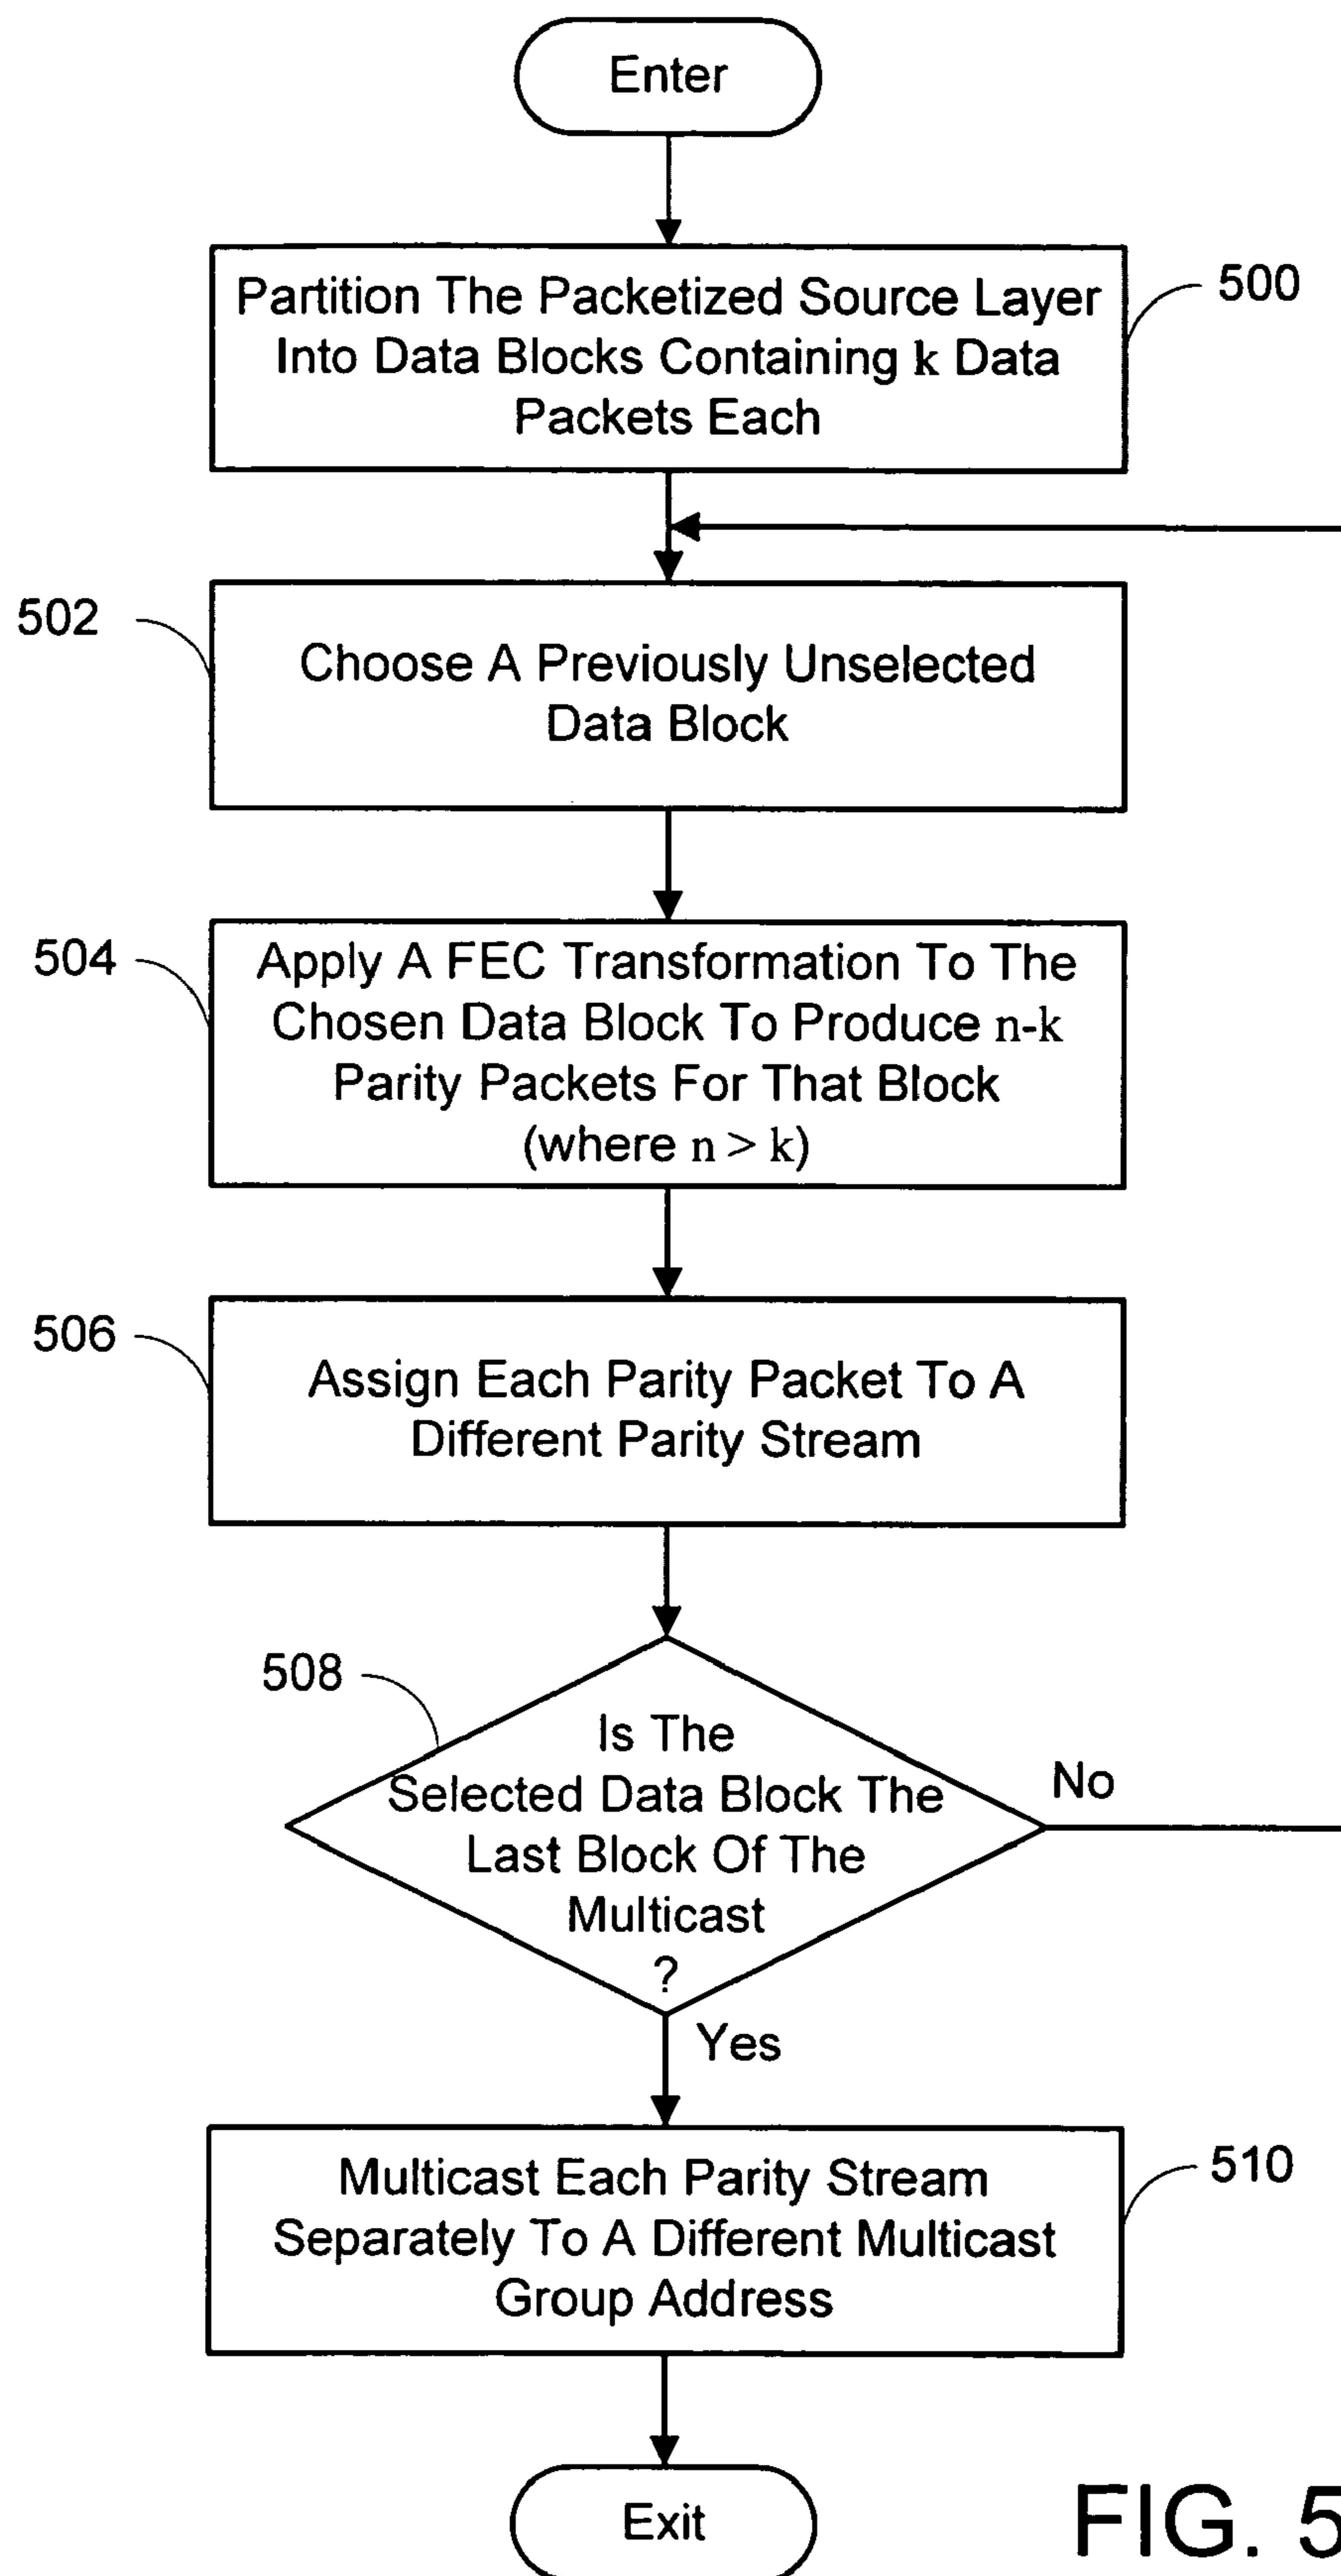 Enter
Partition The Packetized Source Layer
Into Data Blocks Containing k Data
Packets Each
500
502
Choose A Previously Unselected
Data Block
504
Apply A FEC Transformation To The
Chosen Data Block To Produce n-k
Parity Packets For That Block
(where n > k)
506
Assign Each Parity Packet To A
Different Parity Stream
508
Is The
Selected Data Block The
Last Block Of The
Multicast
?
No
Yes
Multicast Each Parity Stream
Separately To A Different Multicast
Group Address
510
Exit
FIG. 5